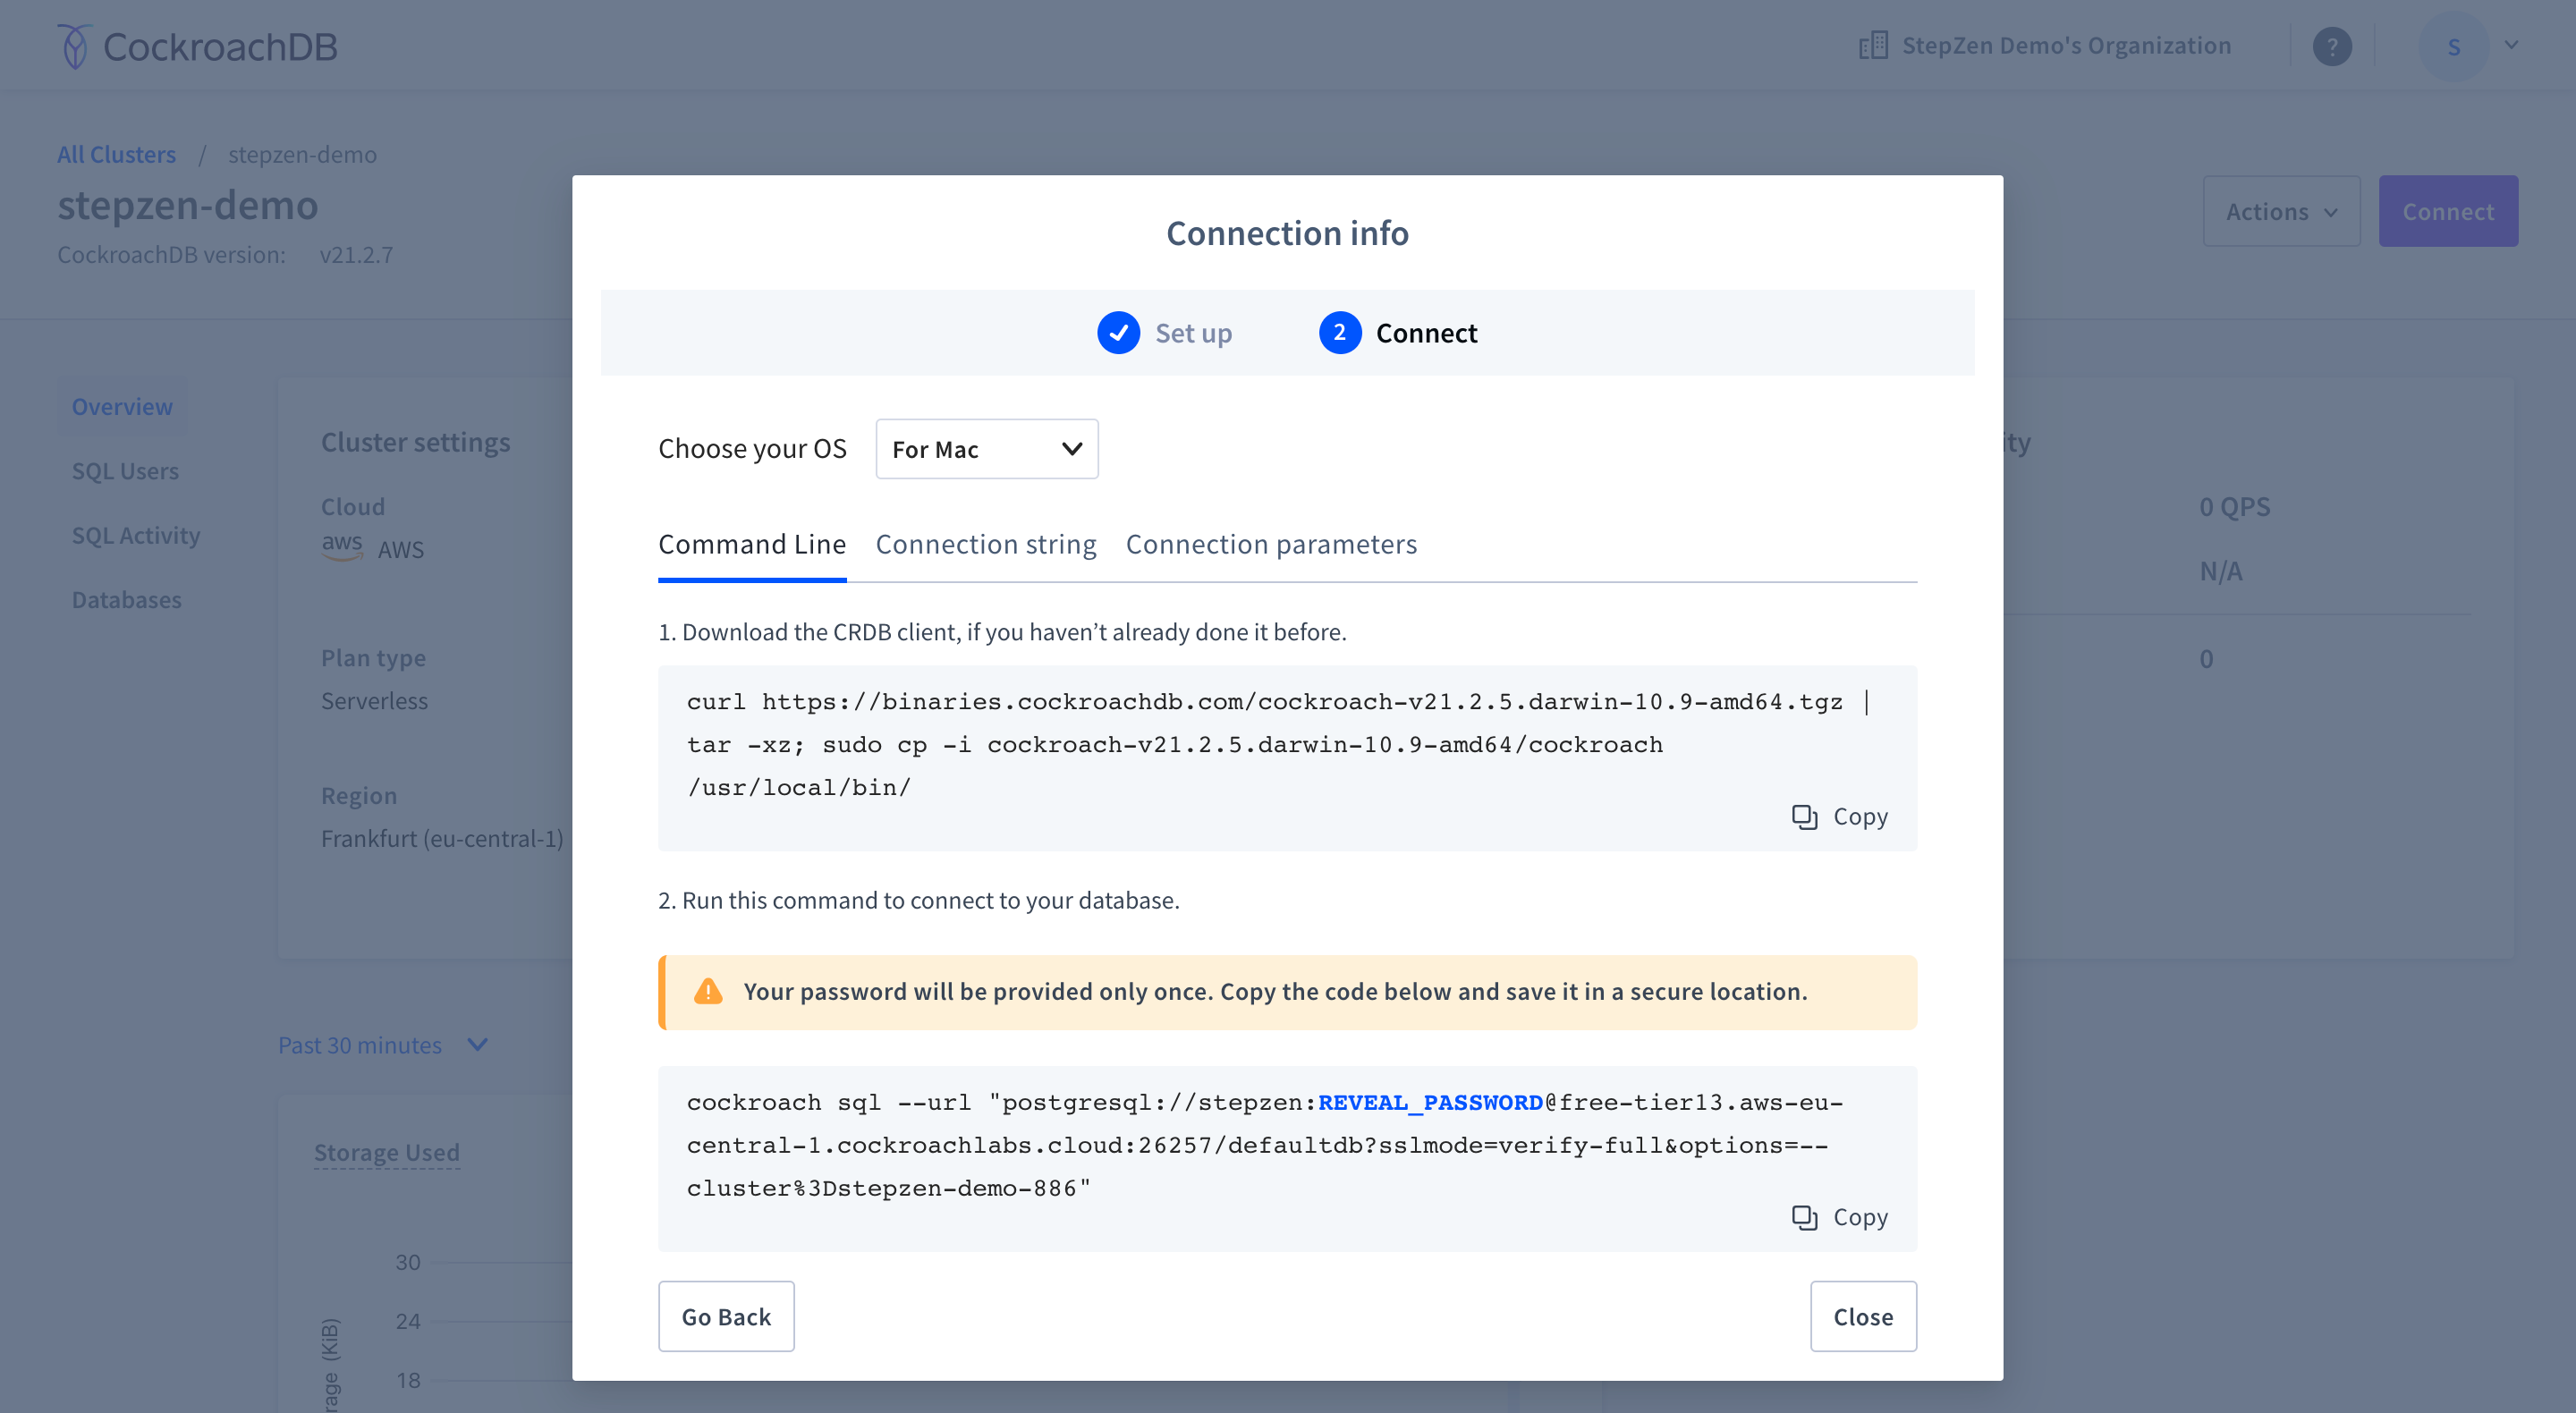 CockroachDB
StepZen Demo's Organization
?
S
All Clusters / stepzen-demo
stepzen-demo
CockroachDB version: v21.2.7
Actions
Connect
Overview
SQL Users
SQL Activity
Databases
Cluster settings
Cloud
aws AWS
Plan type
Serverless
Region
Frankfurt (eu-central-1)
Past 30 minutes
Storage Used
30
24
18
(KiB)
Connection info
Set up
2 Connect
Choose your OS
For Mac
Command Line
Connection string
Connection parameters
1. Download the CRDB client, if you haven’t already done it before.
curl https://binaries.cockroachdb.com/cockroach-v21.2.5.darwin-10.9-amd64.tgz |
tar -xz; sudo cp -i cockroach-v21.2.5.darwin-10.9-amd64/cockroach
/usr/local/bin/
Copy
2. Run this command to connect to your database.
Your password will be provided only once. Copy the code below and save it in a secure location.
cockroach sql --url "postgresql://stepzen:REVEAL_PASSWORD@free-tier13.aws-eu-
central-1.cockroachlabs.cloud:26257/defaultdb?sslmode=verify-full&options=--
cluster%3Dstepzen-demo-886"
Copy
Go Back
Close
0 QPS
N/A
0